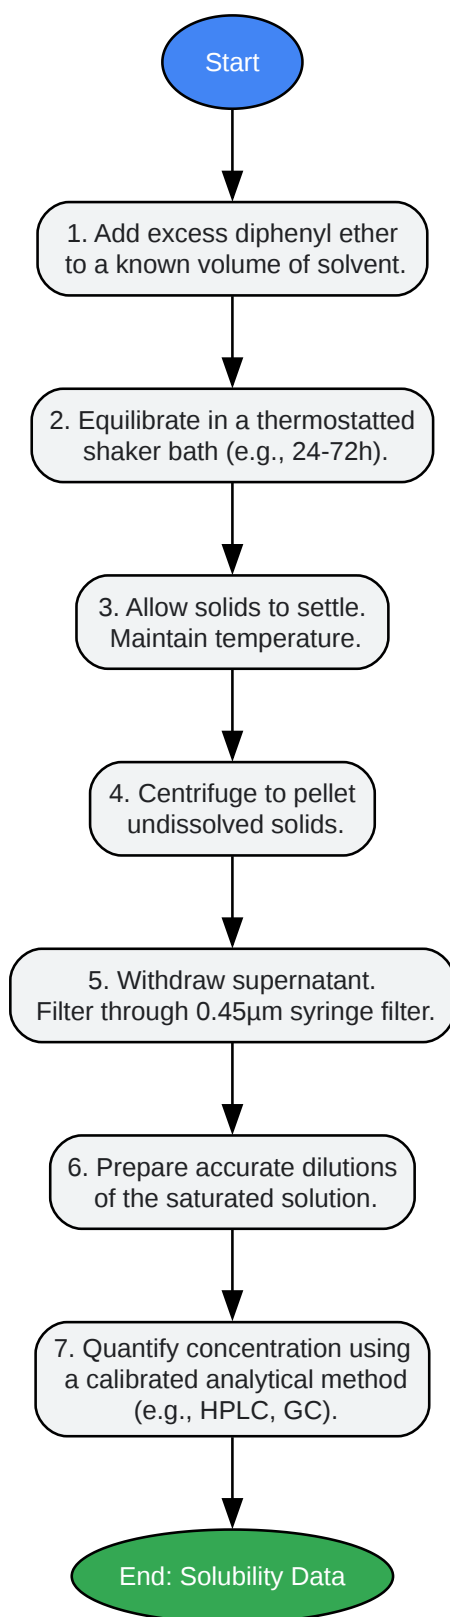 Start
1. Add excess diphenyl ether
to a known volume of solvent.
2. Equilibrate in a thermostatted
shaker bath (e.g., 24-72h).
3. Allow solids to settle.
Maintain temperature.
4. Centrifuge to pellet
undissolved solids.
5. Withdraw supernatant.
Filter through 0.45µm syringe filter.
6. Prepare accurate dilutions
of the saturated solution.
7. Quantify concentration using
a calibrated analytical method
(e.g., HPLC, GC).
End: Solubility Data